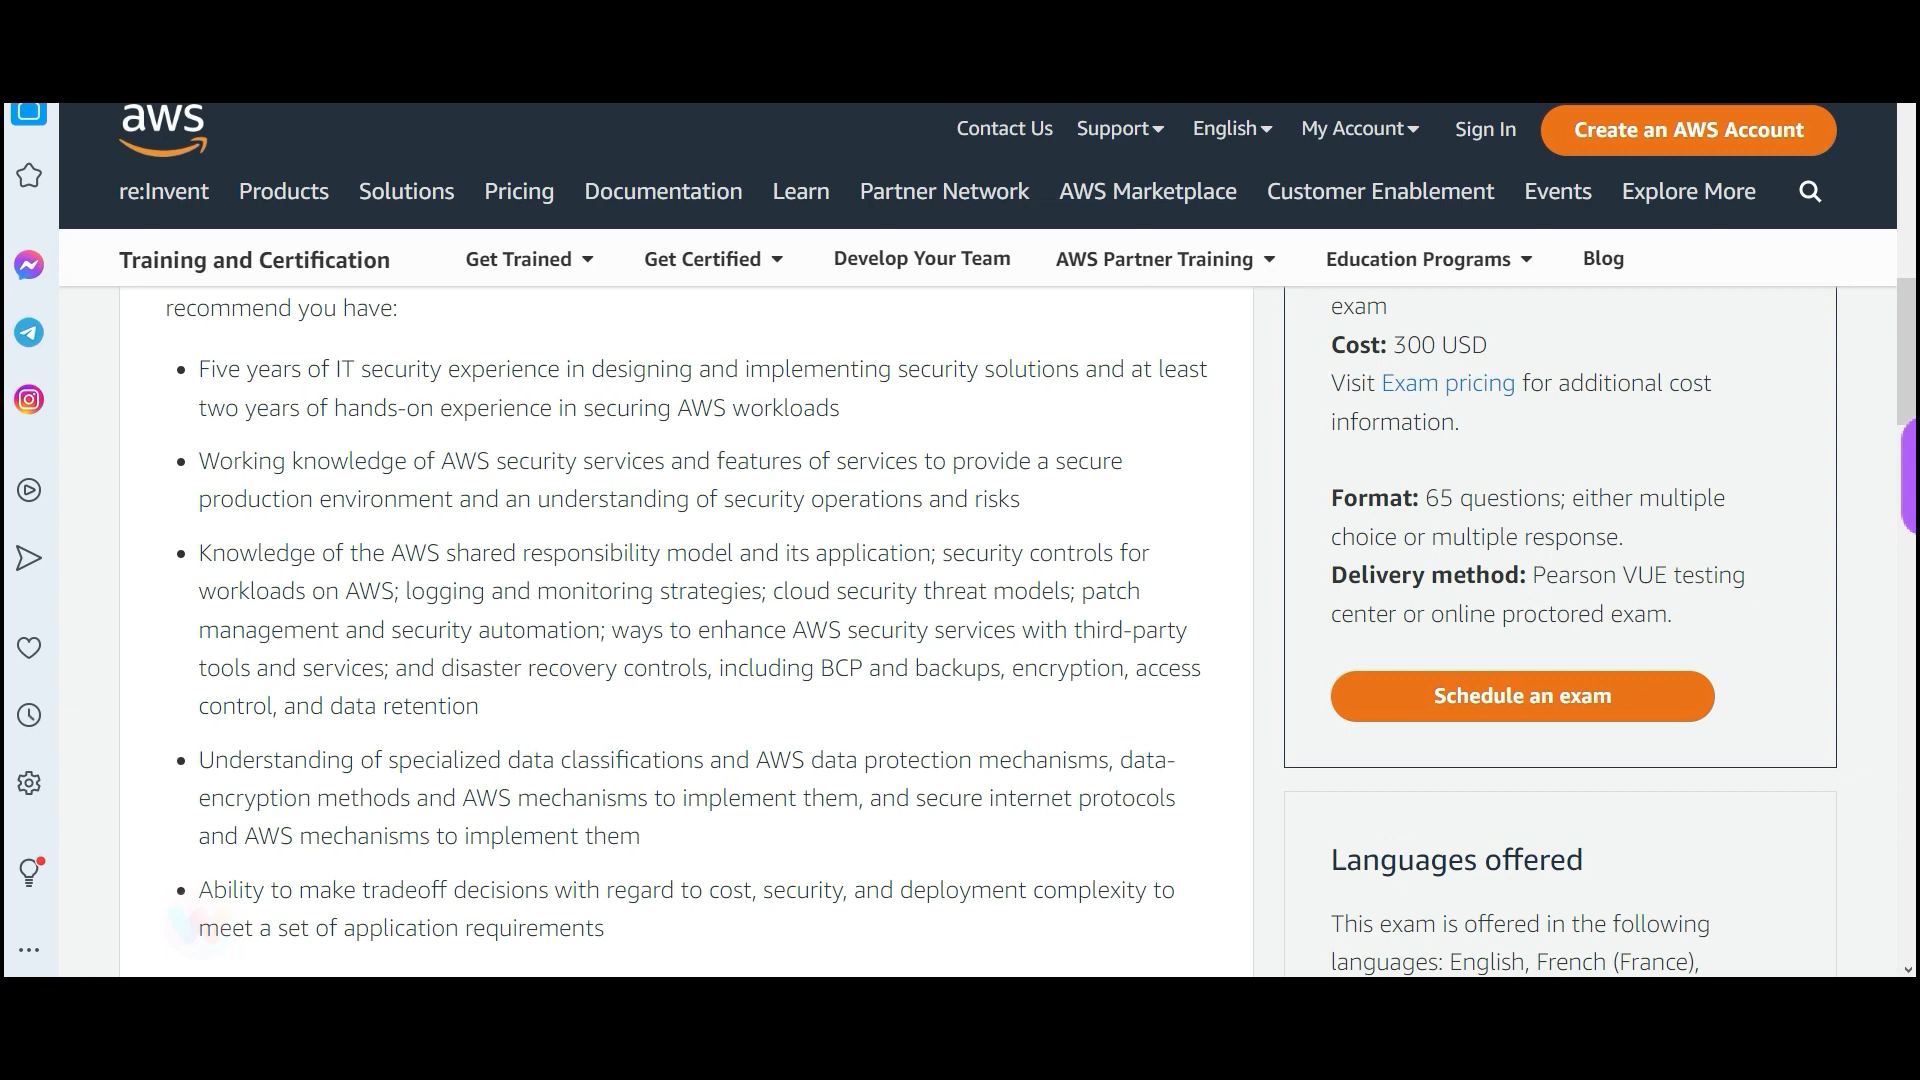 aws
Contact Us Support English My Account Sign In Create an AWS Account
re:Invent Products Solutions Pricing Documentation Learn Partner Network AWS Marketplace Customer Enablement Events Explore More
Training and Certification Get Trained Get Certified Develop Your Team AWS Partner Training Education Programs Blog
recommend you have:
• Five years of IT security experience in designing and implementing security solutions and at least
two years of hands-on experience in securing AWS workloads
• Working knowledge of AWS security services and features of services to provide a secure
production environment and an understanding of security operations and risks
• Knowledge of the AWS shared responsibility model and its application; security controls for
workloads on AWS; logging and monitoring strategies; cloud security threat models; patch
management and security automation; ways to enhance AWS security services with third-party
tools and services; and disaster recovery controls, including BCP and backups, encryption, access
control, and data retention
• Understanding of specialized data classifications and AWS data protection mechanisms, data-
encryption methods and AWS mechanisms to implement them, and secure internet protocols
and AWS mechanisms to implement them
• Ability to make tradeoff decisions with regard to cost, security, and deployment complexity to
meet a set of application requirements
exam
Cost: 300 USD
Visit Exam pricing for additional cost
information.
Format: 65 questions; either multiple
choice or multiple response.
Delivery method: Pearson VUE testing
center or online proctored exam.
Schedule an exam
Languages offered
This exam is offered in the following
languages: English, French (France),